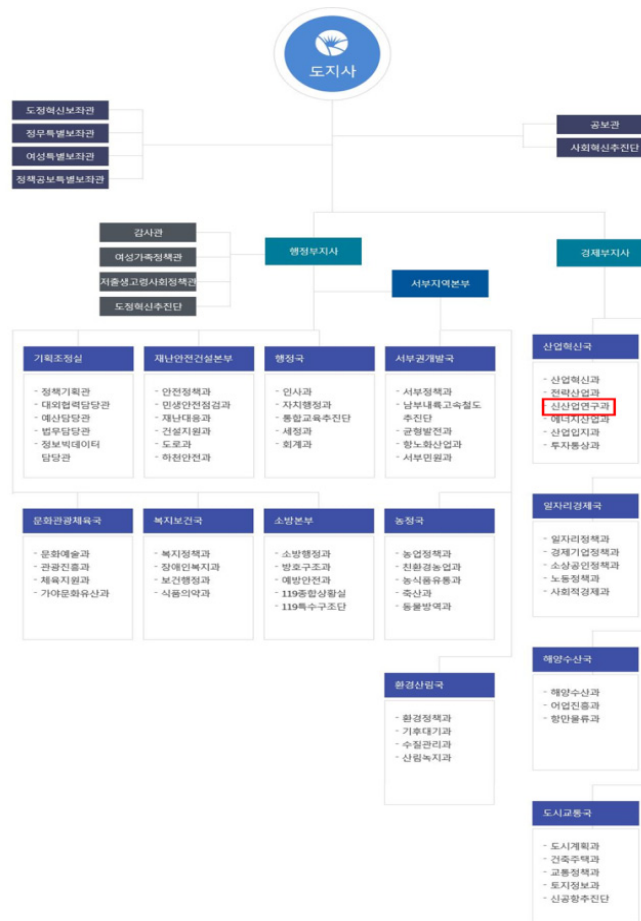 도지사
도정혁신보좌관
정무특별보좌관
여성특별보좌관
정책공보특별보좌관
공보관
사회혁신추진단
감사관
여성가족정책관
저출생고령사회정책관
도정혁신추진단
행정부지사
경제부지사
서부지역본부
기획조정실
- 정책기획관
- 대외협력담당관
- 예산담당관
- 법무담당관
- 정보빅데이터
담당관
재난안전건설본부
- 안전정책과
- 민생안전점검과
- 재난대응과
- 건설지원과
- 도로과
- 하천안전과
행정국
- 인사과
- 자치행정과
- 통합교육추진단
- 세정과
- 회계과
서부권개발국
- 서부정책과
- 남부내륙고속철도
추진단
- 균형발전과
- 항노화산업과
- 서부민원과
산업혁신국
- 산업혁신과
- 전략산업과
- 신산업연구과
- 에너지산업과
- 산업입지과
- 투자통상과
문화관광체육국
- 문화예술과
- 관광진흥과
- 체육지원과
- 가야문화유산과
복지보건국
- 복지정책과
- 장애인복지과
- 보건행정과
- 식품의약과
소방본부
- 소방행정과
- 방호구조과
- 예방안전과
- 119종합상황실
- 119특수구조단
농정국
- 농업정책과
- 친환경농업과
- 농식품유통과
- 축산과
- 동물방역과
일자리경제국
- 일자리정책과
- 경제기업정책과
- 소상공인정책과
- 노동정책과
- 사회적경제과
환경산림국
- 환경정책과
- 기후대기과
- 수질관리과
- 산림녹지과
해양수산국
- 해양수산과
- 어업진흥과
- 항만물류과
도시교통국
- 도시계획과
- 건축주택과
- 교통정책과
- 토지정보과
- 신공항추진단